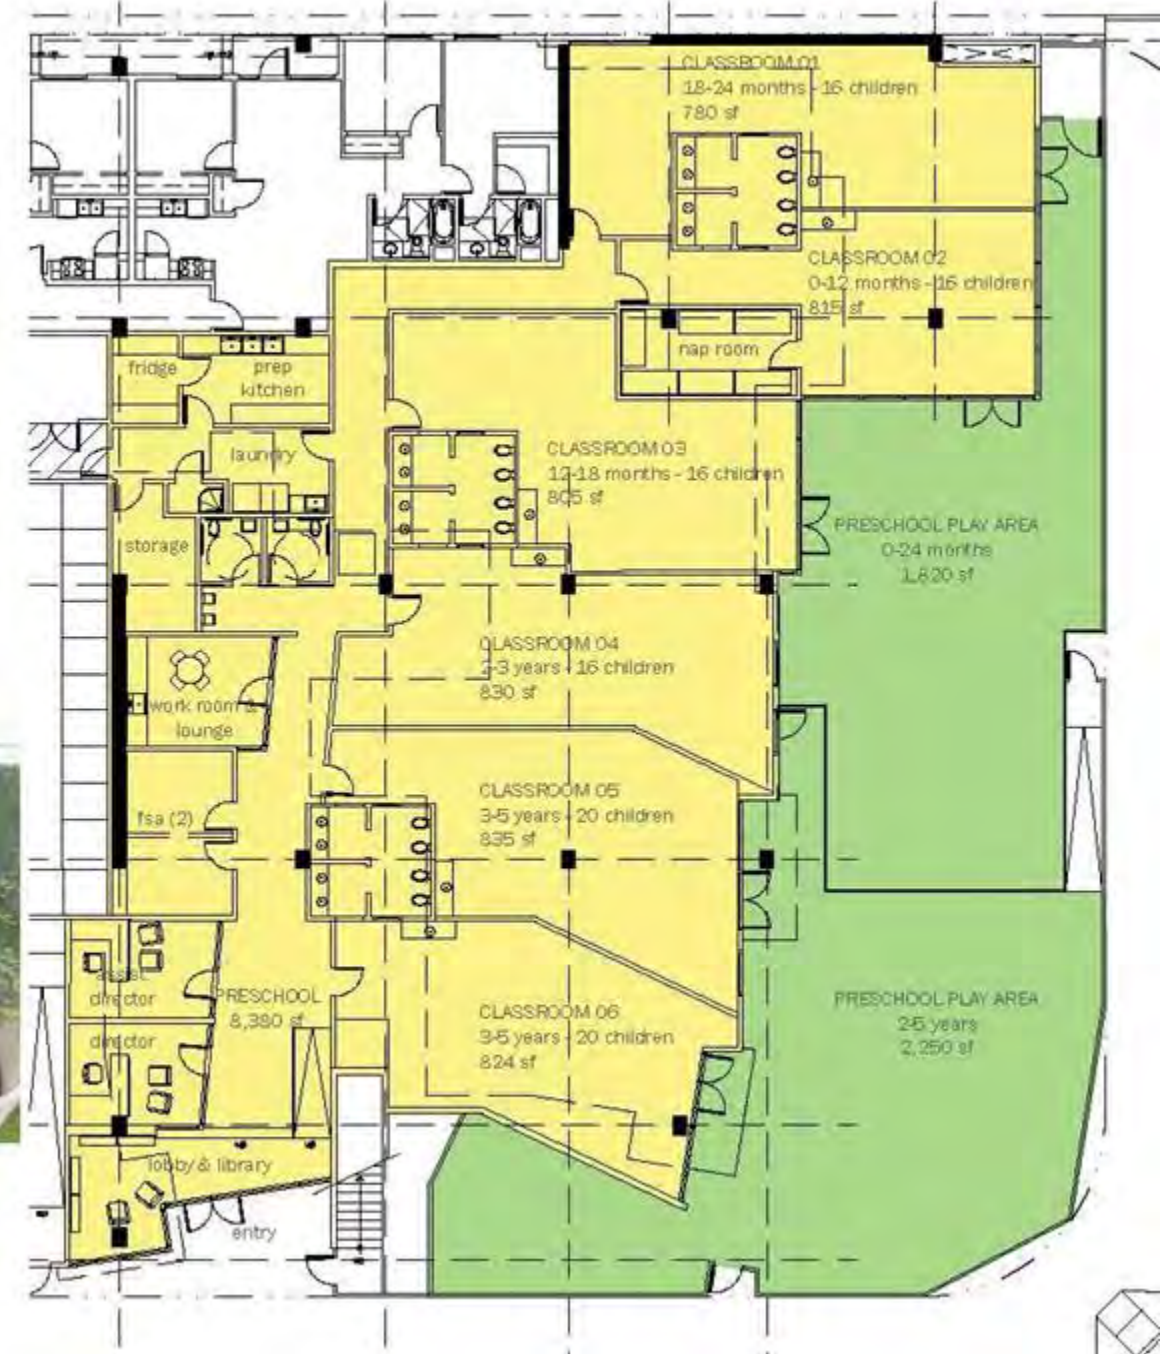 CLASSROOM 01
18-24 months - 16 children
780 sf
CLASSROOM 02
0-12 months - 16 children
815 sf
nap room
fridge
prep
kitchen
laundry
CLASSROOM 03
12-18 months - 16 children
805 sf
storage
PRESCHOOL PLAY AREA
0-24 months
1,820 sf
CLASSROOM 04
2-3 years - 16 children
830 sf
work room &
lounge
CLASSROOM 05
3-5 years - 20 children
835 sf
fsa (2)
assist.
director
PRESCHOOL
8,380 sf
director
CLASSROOM 06
3-5 years - 20 children
824 sf
PRESCHOOL PLAY AREA
2-5 years
2,250 sf
lobby & library
entry